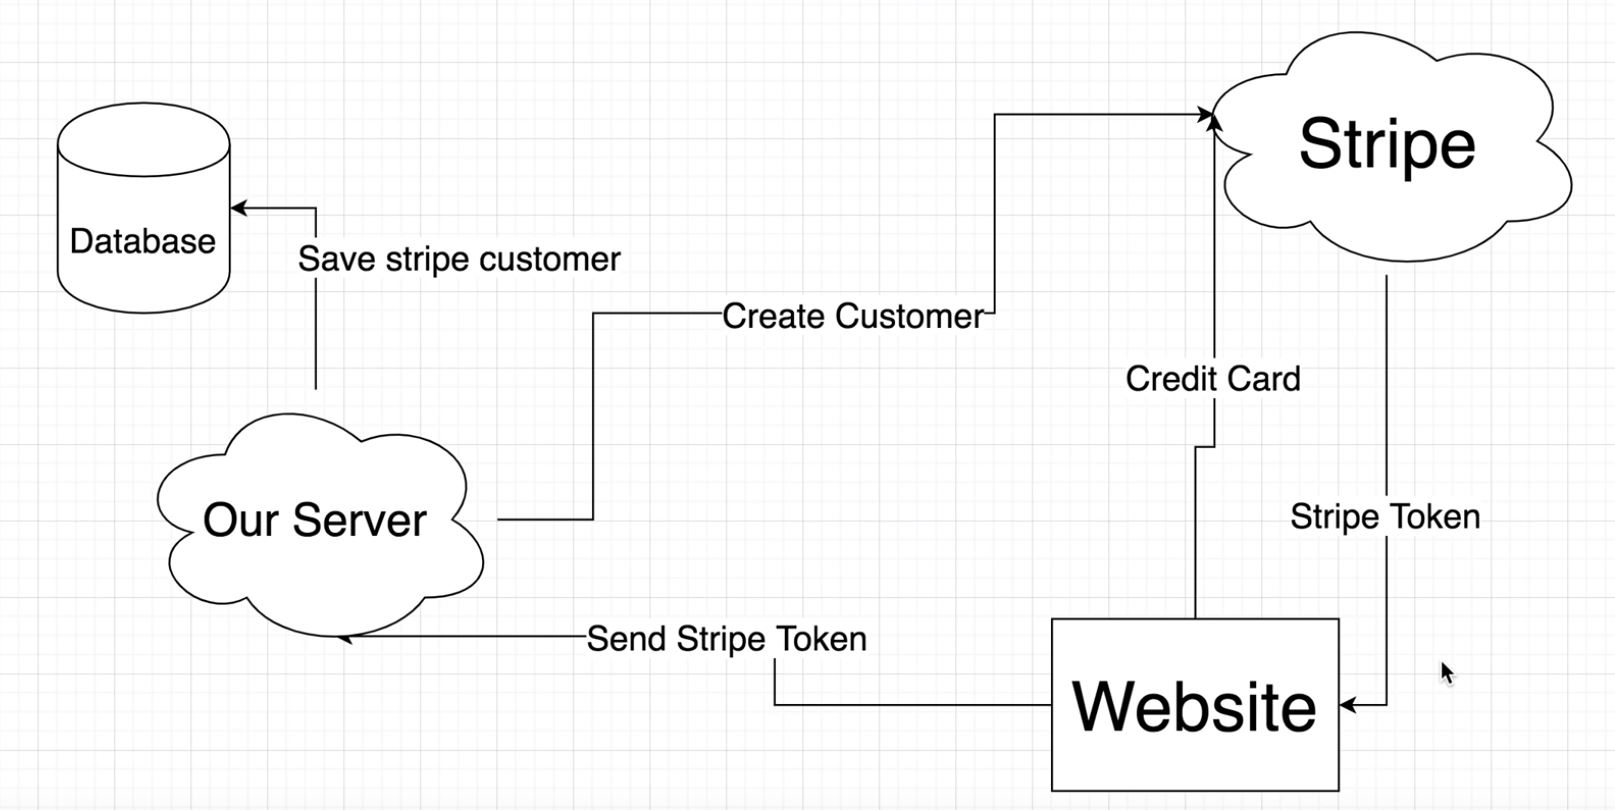 Stripe
Database
Save stripe customer
Create Customer
Credit Card
Our Server
Stripe Token
Send Stripe Token
Website